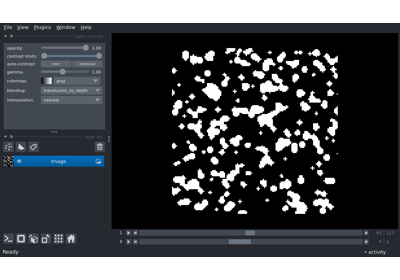 File View Plugins Window Help
opacity: 1.00
contrast limits:
auto-contrast: once continuous
gamma: 1.00
colormap: gray
blending: translucent_no_depth
interpolation: nearest
Image
1
0
Ready
activity